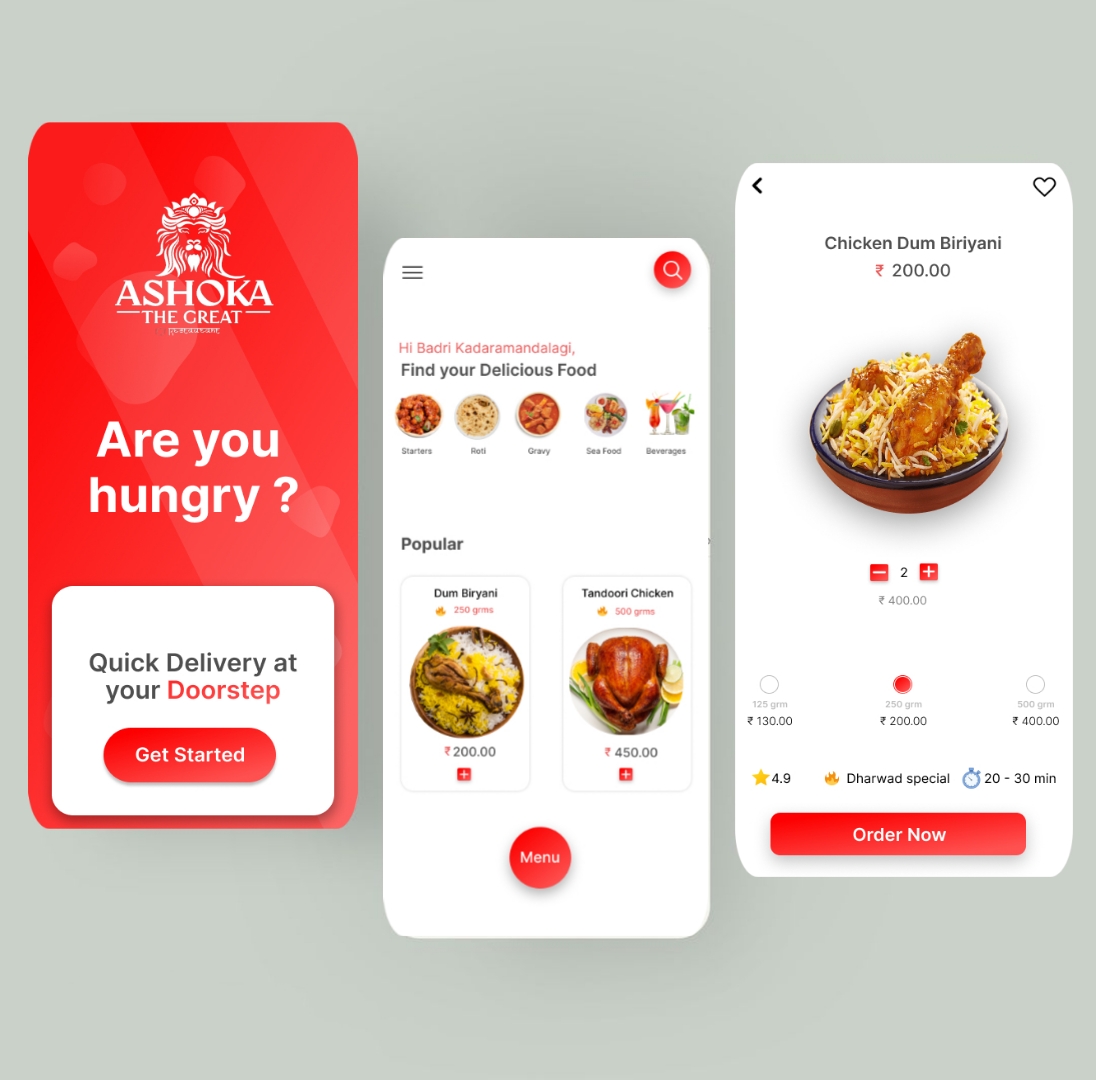 ASHOKA
THE GREAT
Are you
hungry ?
Quick Delivery at
your Doorstep
Get Started
Hi Badri Kadaramandalagi,
Find your Delicious Food
Starters
Roti
Gravy
Sea Food
Beverages
Popular
Dum Biryani
250 grms
₹200.00
Tandoori Chicken
500 grms
₹ 450.00
Menu
Chicken Dum Biriyani
₹ 200.00
2
₹ 400.00
125 grm
₹ 130.00
250 grm
₹ 200.00
500 grm
₹ 400.00
4.9
Dharwad special
20 - 30 min
Order Now